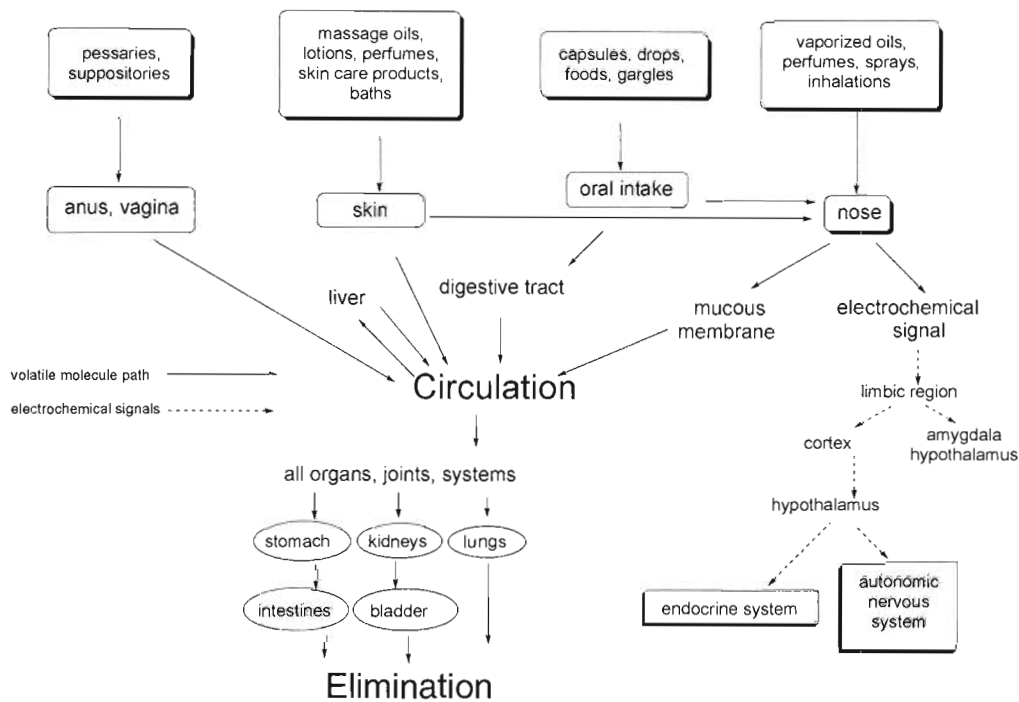 pessaries,
suppositories
massage oils,
lotions, perfumes,
skin care products,
baths
capsules, drops,
foods, gargles
vaporized oils,
perfumes, sprays,
inhalations
anus, vagina
skin
oral intake
nose
liver
digestive tract
mucous
membrane
electrochemical
signal
volatile molecule path
electrochemical signals
Circulation
limbic region
cortex
amygdala
hypothalamus
all organs, joints, systems
hypothalamus
stomach
kidneys
lungs
intestines
bladder
endocrine system
autonomic
nervous
system
Elimination